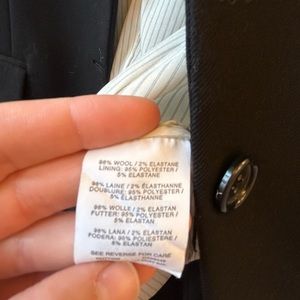 98% WOOL / 2% ELASTANE
LINING: 95% POLYESTER /
5% ELASTANE
98% LAINE / 2% ÉLASTHANNE
DOUBLURE: 95% POLYESTER /
5% ÉLASTHANNE
98% WOLLE / 2% ELASTAN
FUTTER: 95% POLYESTER /
5% ELASTAN
98% LANA / 2% ELASTAN
FODERA: 95% POLIESTERE /
5% ELASTAN
SEE REVERSE FOR CARE